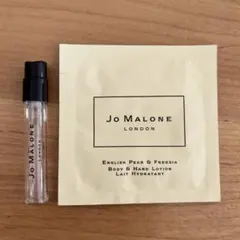 JO MALONE
JO MALONE
LONDON
ENGLISH PEAR & FREESIA
BODY & HAND LOTION
LAIT HYDRATANT